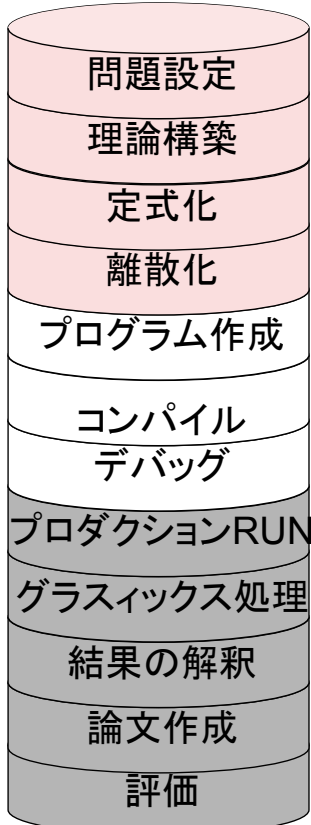 問題設定
理論構築
定式化
離散化
プログラム作成
コンパイル
デバッグ
プロダクションRUN
グラスィックス処理
結果の解釈
論文作成
評価